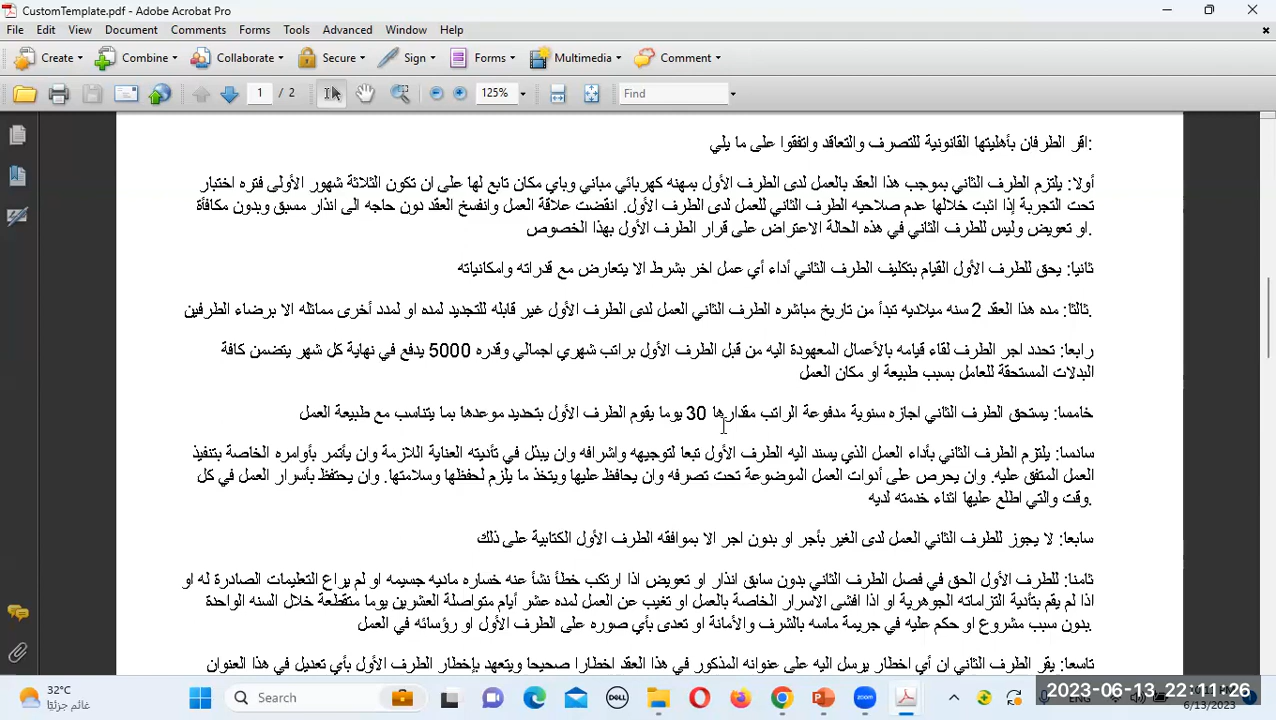 CustomTemplate.pdf - Adobe Acrobat Pro
File Edit View Document Comments Forms Tools Advanced Window Help
Create Combine Collaborate Secure Sign Forms Multimedia Comment
1 / 2 125% Find
اقر الطرفان بأهليتها القانونية للتصرف والتعاقد واتفقوا على ما يلي:
أولا: يلتزم الطرف الثاني بموجب هذا العقد بالعمل لدى الطرف الأول بمهنه كهربائي مباني وباي مكان تابع لها على ان تكون الثلاثة شهور الأولى فتره اختبار
تحت التجربة إذا اثبت خلالها عدم صلاحيه الطرف الثاني للعمل لدى الطرف الأول. انقضت علاقة العمل وانفسخ العقد دون حاجه الى انذار مسبق وبدون مكافأة
او تعويض وليس للطرف الثاني في هذه الحالة الاعتراض على قرار الطرف الأول بهذا الخصوص.
ثانيا: يحق للطرف الأول القيام بتكليف الطرف الثاني أداء أي عمل اخر بشرط الا يتعارض مع قدراته وامكانياته
ثالثا: مده هذا العقد 2 سنه ميلاديه تبدأ من تاريخ مباشره الطرف الثاني العمل لدى الطرف الأول غير قابله للتجديد لمده او لمدد أخرى مماثله الا برضاء الطرفين.
رابعا: تحدد اجر الطرف لقاء قيامه بالأعمال المعهودة اليه من قبل الطرف الأول براتب شهري اجمالي وقدره 5000 يدفع في نهاية كل شهر يتضمن كافة
البدلات المستحقة للعامل بسبب طبيعة او مكان العمل
خامسا: يستحق الطرف الثاني اجازه سنوية مدفوعة الراتب مقدارها 30 يوما يقوم الطرف الأول بتحديد موعدها بما يتناسب مع طبيعة العمل
سادسا: يلتزم الطرف الثاني بأداء العمل الذي يسند اليه الطرف الأول تبعا لتوجيهه واشرافه وان يبذل في تأديته العناية اللازمة وان يأتمر بأوامره الخاصة بتنفيذ
العمل المتفق عليه. وان يحرص على أدوات العمل الموضوعة تحت تصرفه وان يحافظ عليها ويتخذ ما يلزم لحفظها وسلامتها. وان يحتفظ بأسرار العمل في كل
وقت والتي اطلع عليها اثناء خدمته لديه.
سابعا: لا يجوز للطرف الثاني العمل لدى الغير بأجر او بدون اجر الا بموافقه الطرف الأول الكتابية على ذلك
ثامنا: للطرف الأول الحق في فصل الطرف الثاني بدون سابق انذار او تعويض اذا ارتكب خطأ نشأ عنه خساره ماديه جسيمه او لم يراع التعليمات الصادرة له او
اذا لم يقم بتأدية التزاماته الجوهرية او اذا افشى الاسرار الخاصة بالعمل او تغيب عن العمل لمده عشر أيام متواصلة العشرين يوما متقطعة خلال السنه الواحدة
بدون سبب مشروع او حكم عليه في جريمة ماسه بالشرف والأمانة او تعدى بأي صوره على الطرف الأول او رؤسائه في العمل.
تاسعا: يقر الطرف الثاني ان أي اخطار يرسل اليه على عنوانه المذكور في هذا العقد اخطارا صحيحا ويتعهد بإخطار الطرف الأول بأي تعديل في هذا العنوان
32°C
غائم جزئيًا
Search
DELL
zoom
2023-06-13 22:11:26
6/13/2023